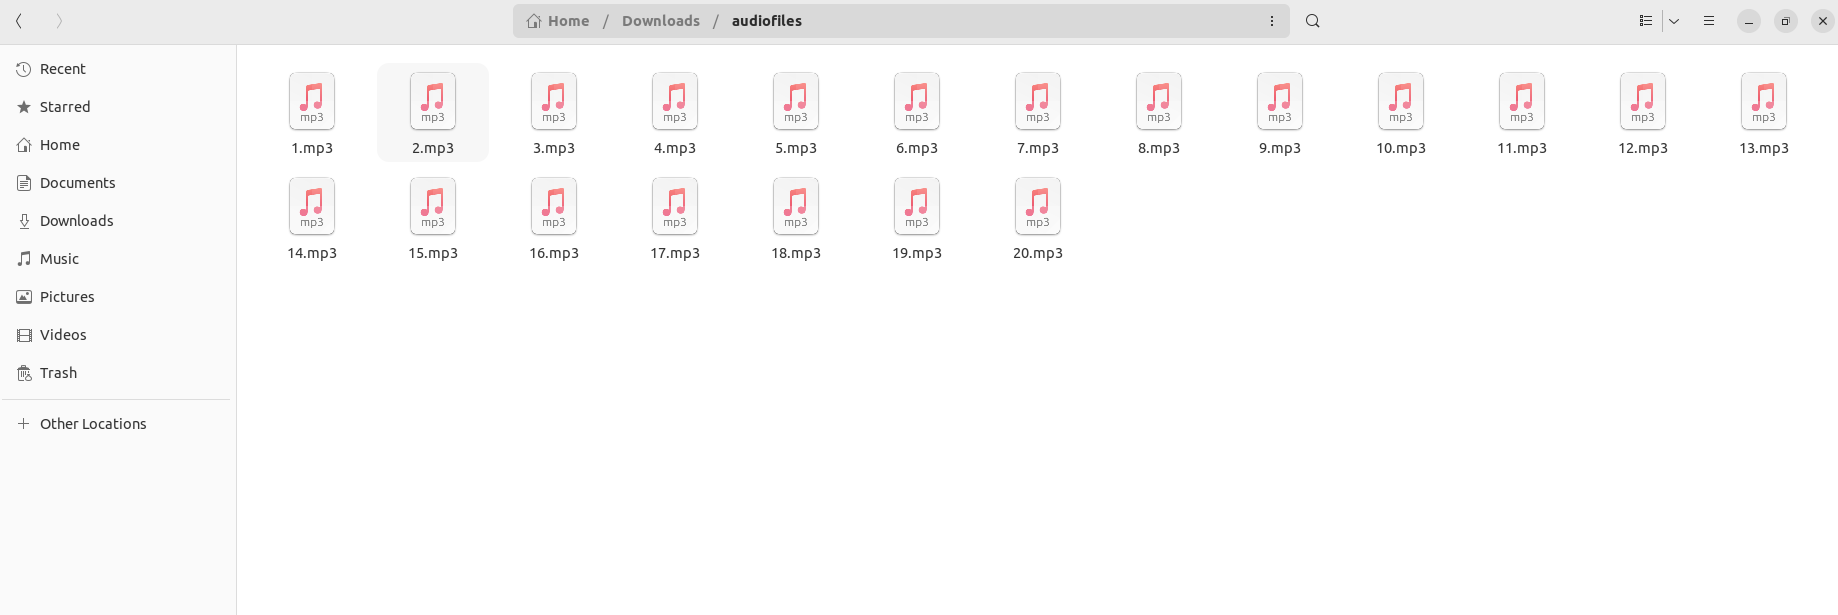 Home / Downloads / audiofiles
Recent
Starred
Home
Documents
Downloads
Music
Pictures
Videos
Trash
Other Locations
mp3 mp3 mp3 mp3 mp3 mp3 mp3 mp3 mp3 mp3 mp3 mp3 mp3
1.mp3 2.mp3 3.mp3 4.mp3 5.mp3 6.mp3 7.mp3 8.mp3 9.mp3 10.mp3 11.mp3 12.mp3 13.mp3
mp3 mp3 mp3 mp3 mp3 mp3 mp3
14.mp3 15.mp3 16.mp3 17.mp3 18.mp3 19.mp3 20.mp3